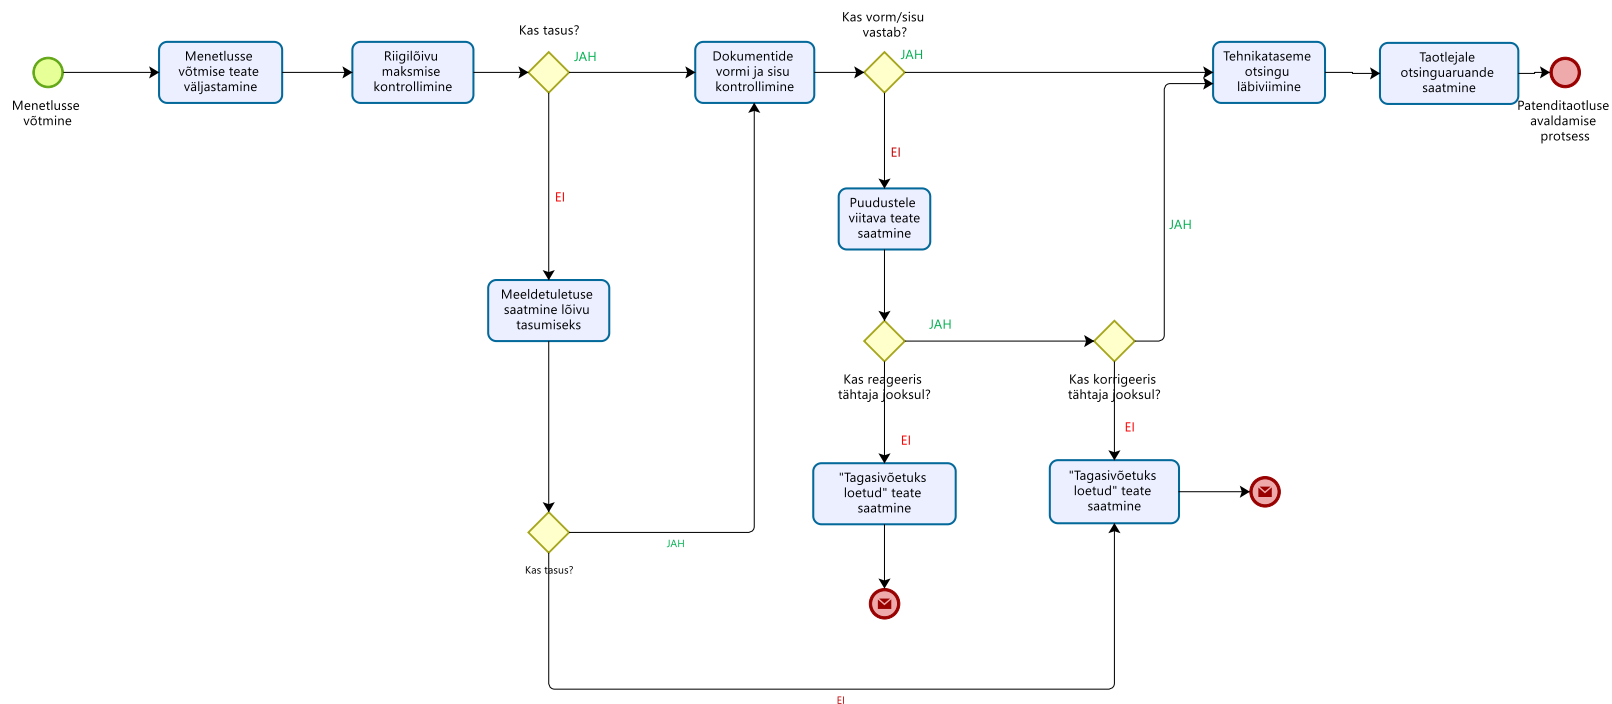 Menetlusse
võtmine
Menetlusse
võtmise teate
väljastamine
Riigilõivu
maksmise
kontrollimine
Kas tasus?
JAH
EI
Meeldetuletuse
saatmine lõivu
tasumiseks
Kas tasus?
JAH
EI
Dokumentide
vormi ja sisu
kontrollimine
Kas vorm/sisu
vastab?
JAH
EI
Puudustele
viitava teate
saatmine
JAH
Kas reageeris
tähtaja jooksul?
EI
"Tagasivõetuks
loetud" teate
saatmine
Kas korrigeeris
tähtaja jooksul?
JAH
EI
"Tagasivõetuks
loetud" teate
saatmine
Tehnikataseme
otsingu
läbiviimine
Taotlejale
otsinguaruande
saatmine
Patenditaotluse
avaldamise
protsess